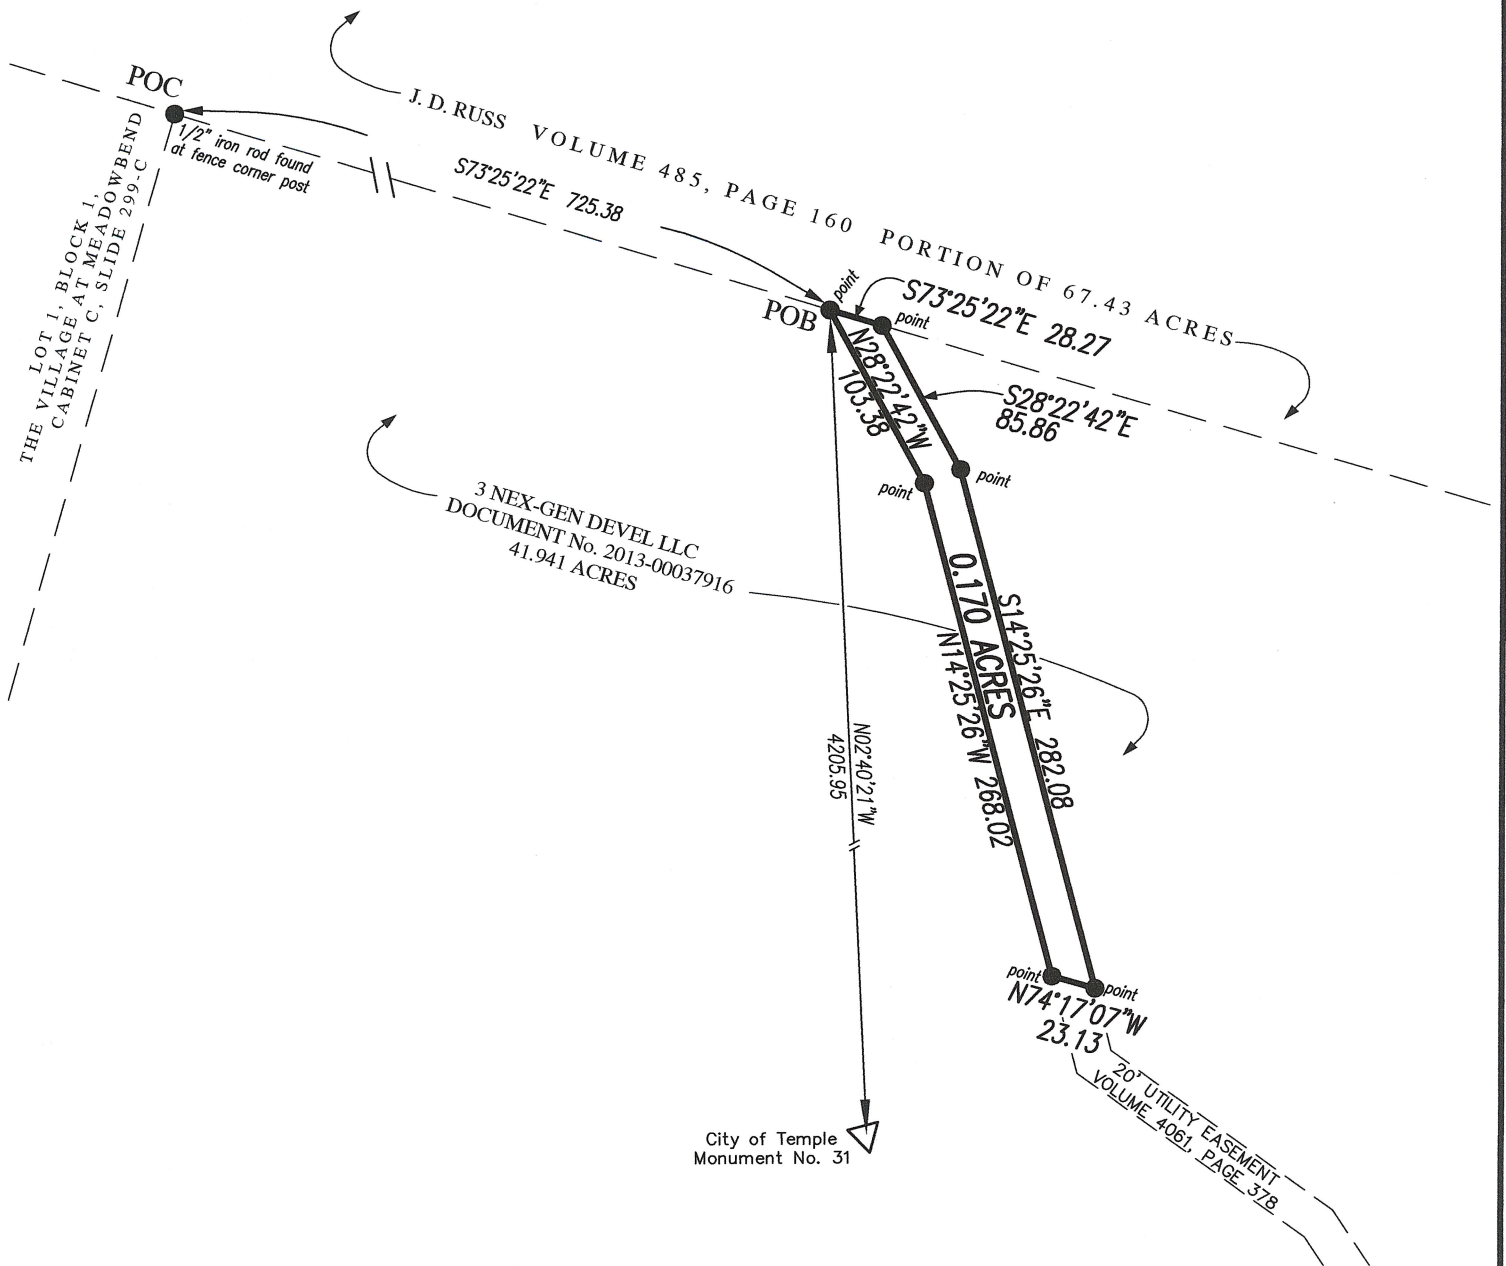 POC
1/2" iron rod found
at fence corner post
J. D. RUSS VOLUME 485, PAGE 160 PORTION OF 67.43 ACRES
S73°25'22"E 725.38
LOT 1, BLOCK 1,
THE VILLAGE AT MEADOWBEND
CABINET C, SLIDE 299-C
point
POB
S73°25'22"E 28.27
point
N28°22'42"W
103.38
S28°22'42"E
85.86
point
point
3 NEX-GEN DEVEL LLC
DOCUMENT No. 2013-00037916
41.941 ACRES
0.170 ACRES
S14°25'26"E 282.08
N14°25'26"W 268.02
N02°40'21"W
4205.95
point
point
N74°17'07"W
23.13
20' UTILITY EASEMENT
VOLUME 4061, PAGE 378
City of Temple
Monument No. 31